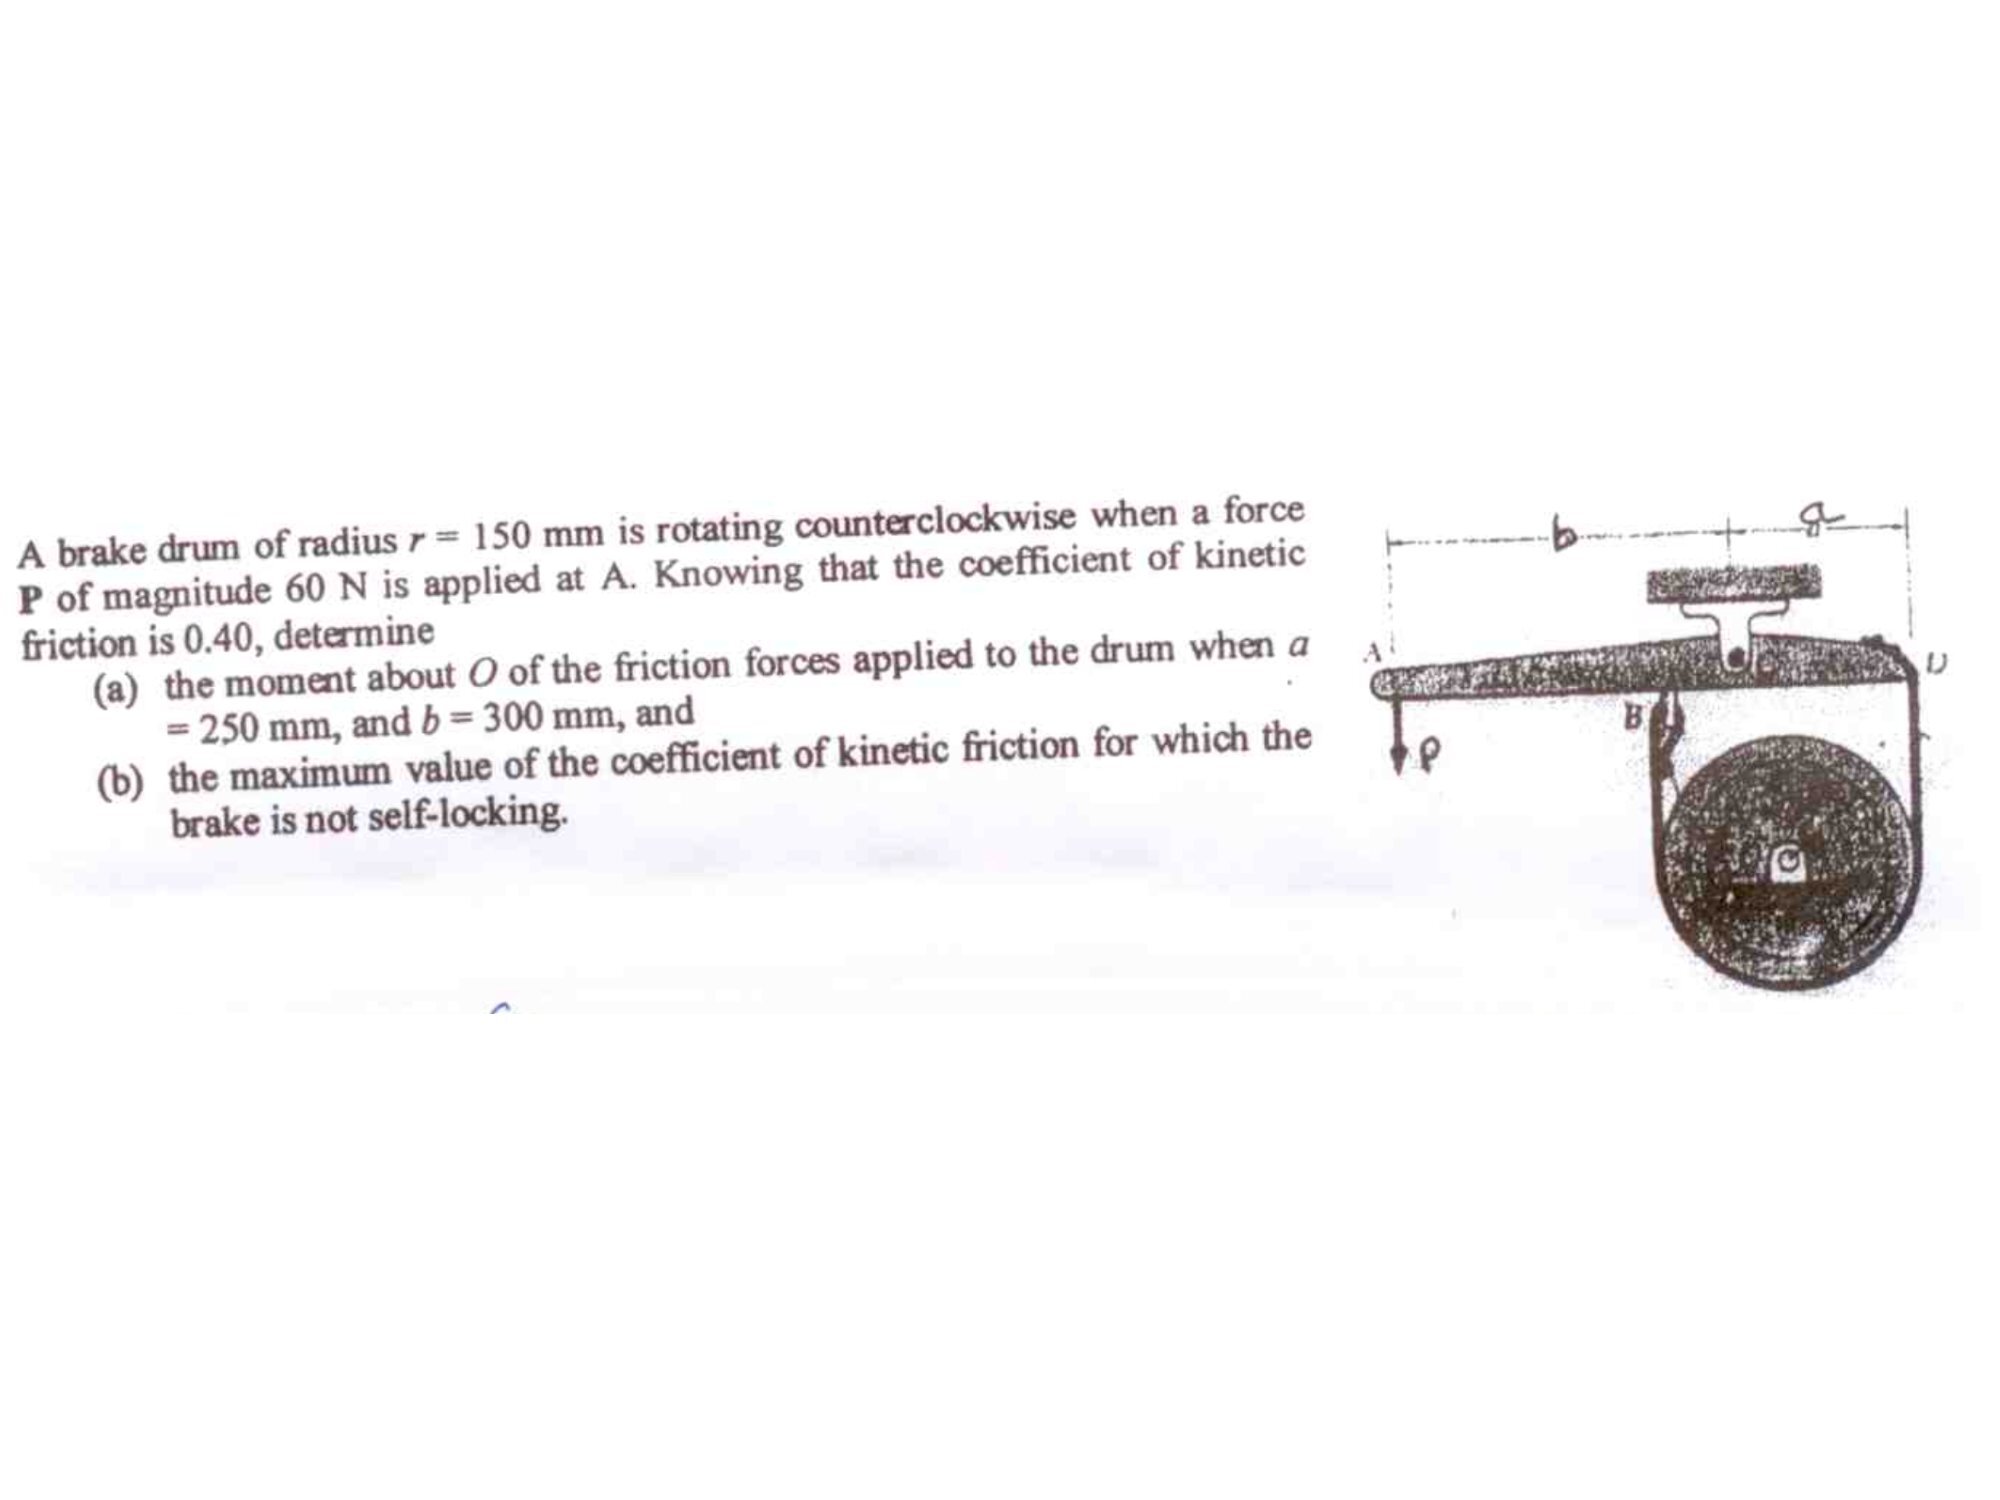 A brake drum of radius r = 150 mm is rotating counterclockwise when a force
P of magnitude 60 N is applied at A. Knowing that the coefficient of kinetic
friction is 0.40, determine
(a) the moment about O of the friction forces applied to the drum when a
= 250 mm, and b = 300 mm, and
(b) the maximum value of the coefficient of kinetic friction for which the
brake is not self-locking.
b
a
A
D
B
P